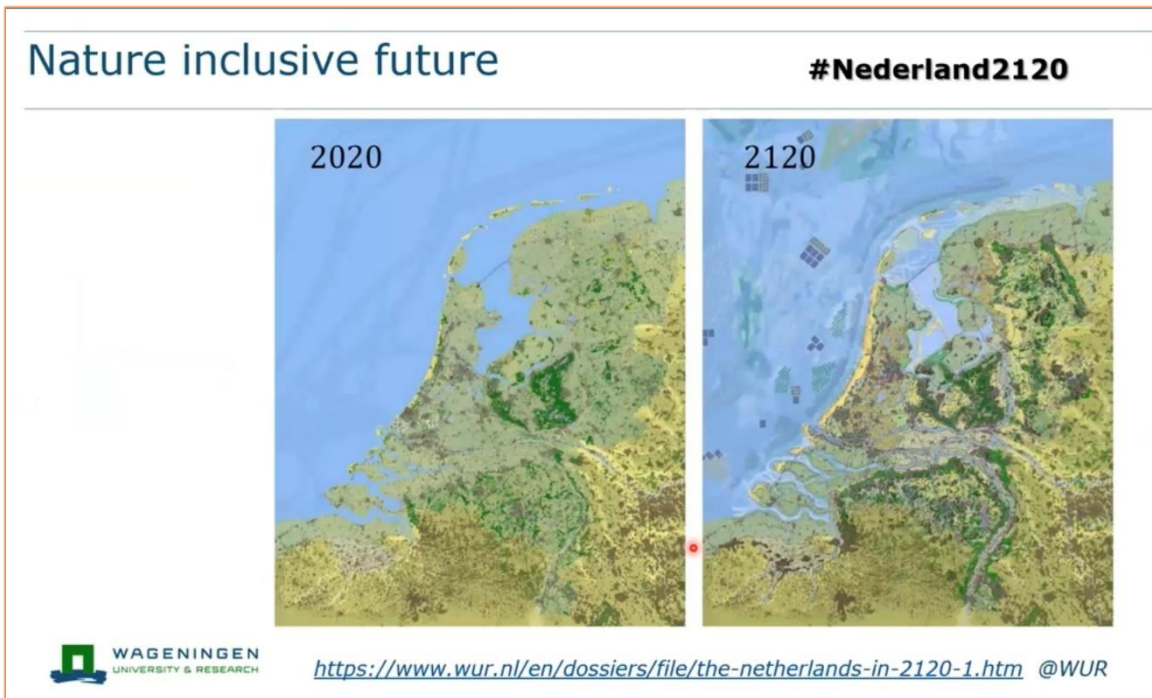 Nature inclusive future
#Nederland2120
2020
2120
WAGENINGEN
UNIVERSITY & RESEARCH
https://www.wur.nl/en/dossiers/file/the-netherlands-in-2120-1.htm @WUR